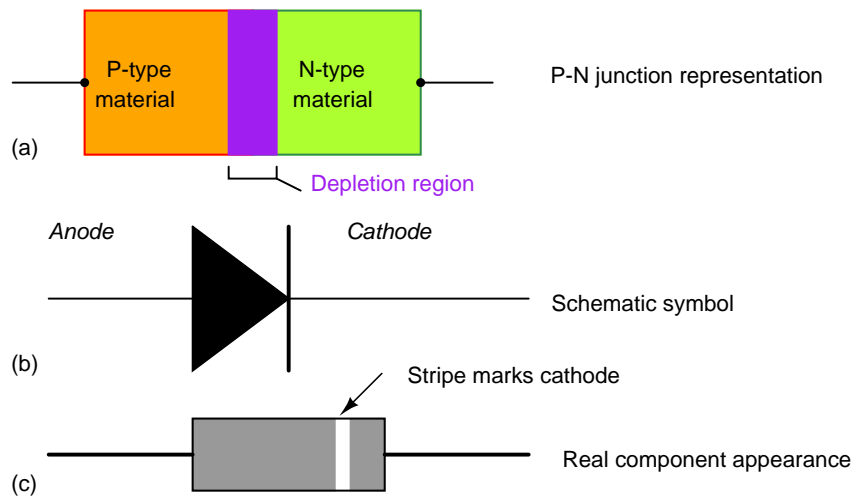 P-type
material
N-type
material
P-N junction representation
(a)
Depletion region
Anode
Cathode
Schematic symbol
(b)
Stripe marks cathode
Real component appearance
(c)